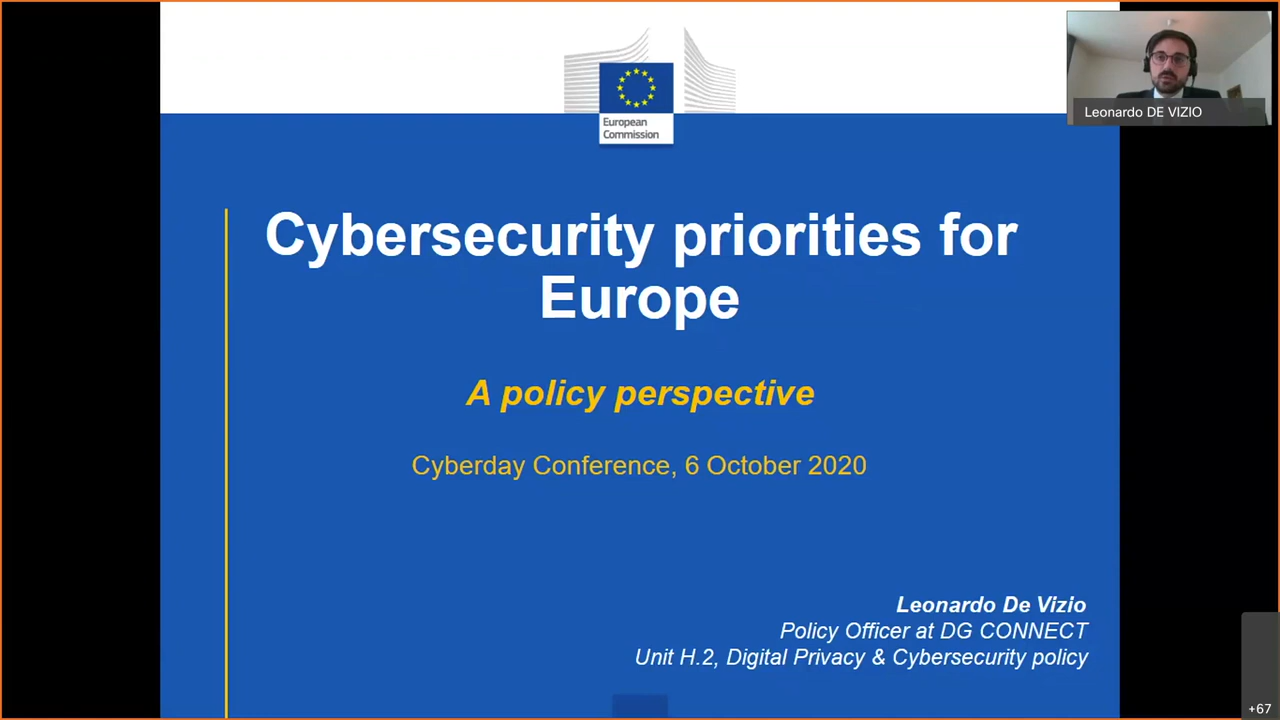 European
Commission
Leonardo DE VIZIO
Cybersecurity priorities for
Europe
A policy perspective
Cyberday Conference, 6 October 2020
Leonardo De Vizio
Policy Officer at DG CONNECT
Unit H.2, Digital Privacy & Cybersecurity policy
+67